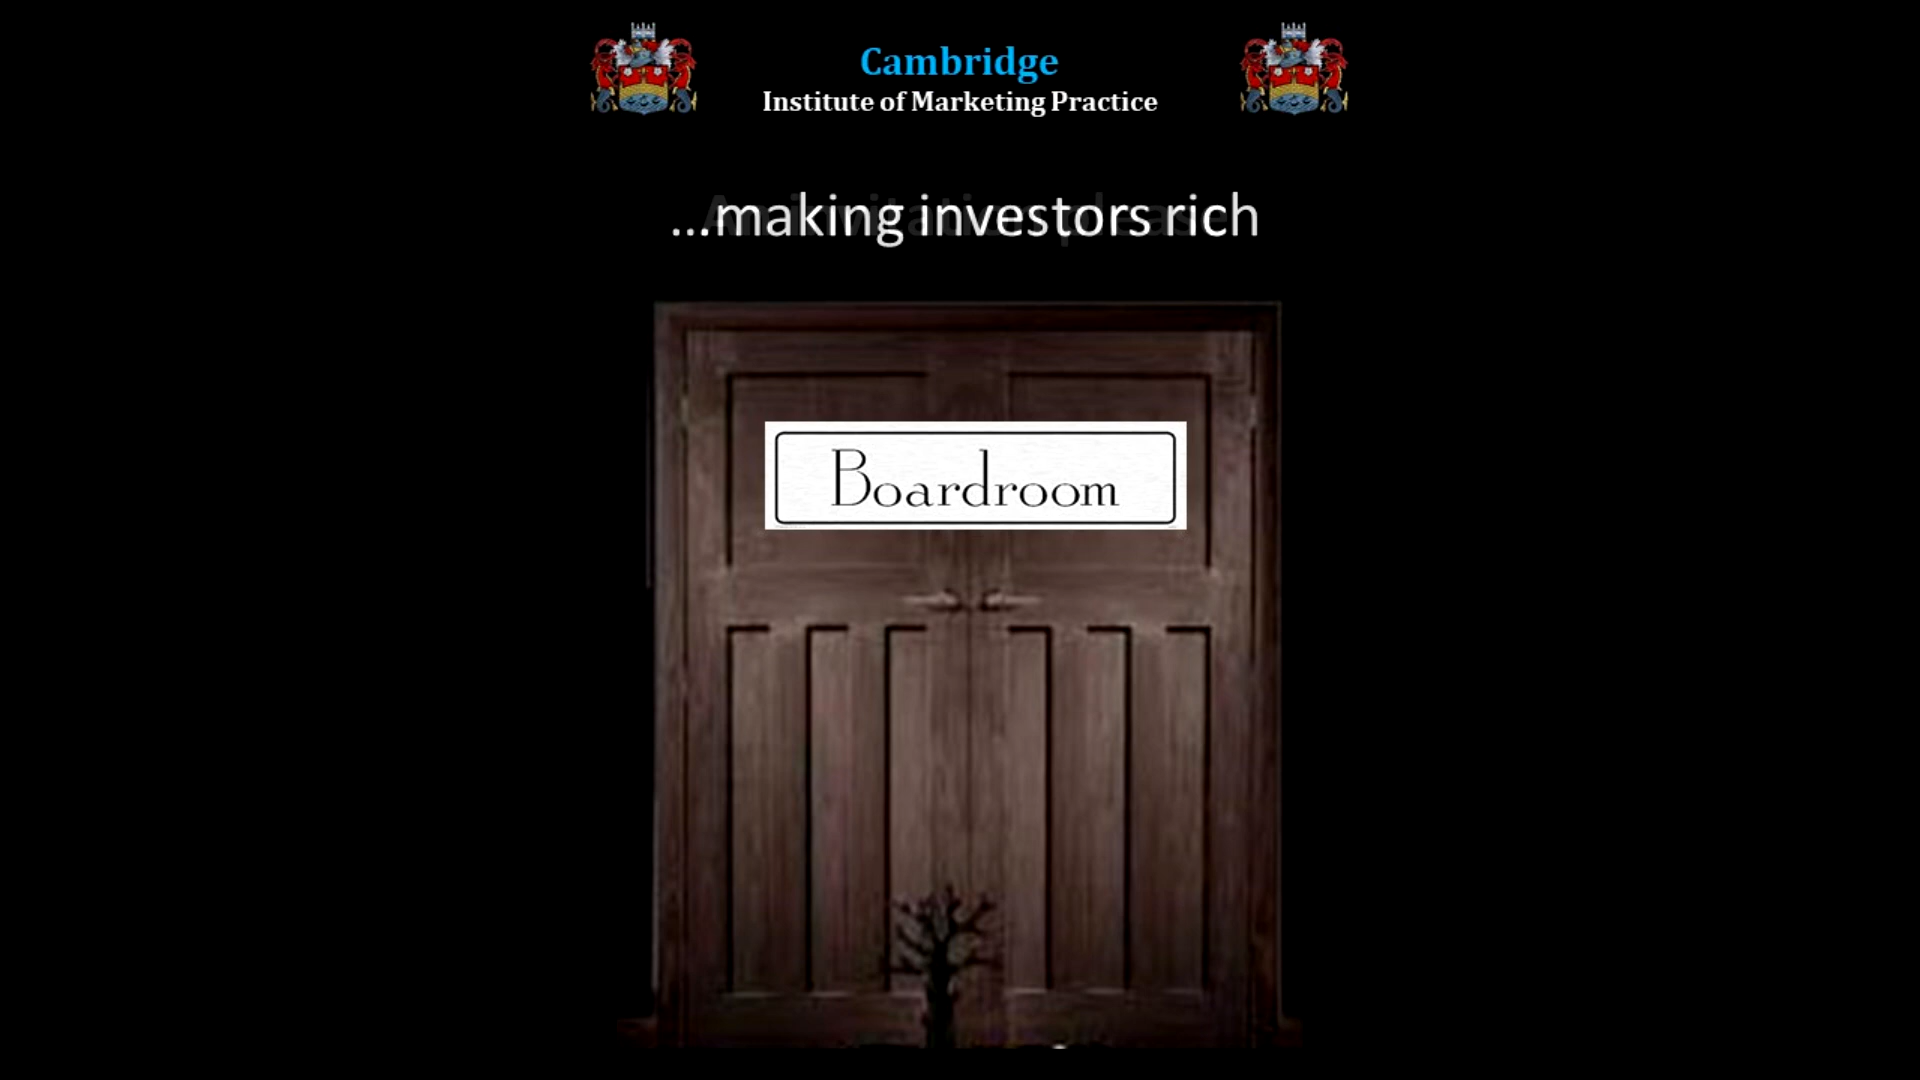 Cambridge
Institute of Marketing Practice
...making investors rich
Boardroom